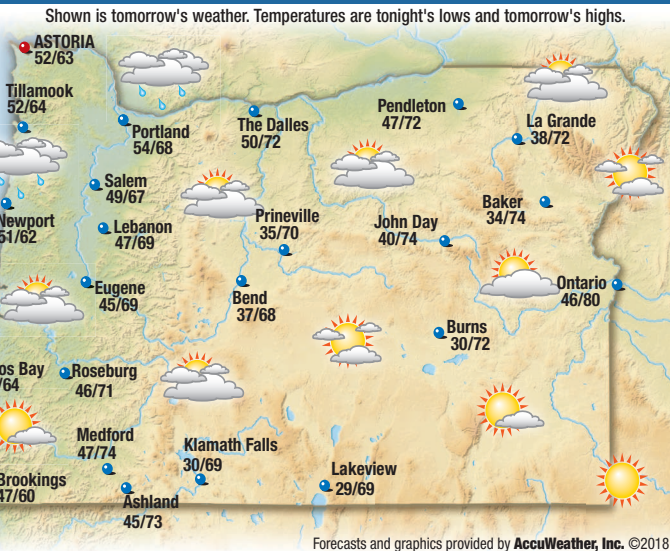 Shown is tomorrow's weather. Temperatures are tonight's lows and tomorrow's highs.
ASTORIA
52/63
Tillamook
52/64
Portland
54/68
The Dalles
50/72
Pendleton
47/72
La Grande
38/72
Salem
49/67
Newport
51/62
Lebanon
47/69
Prineville
35/70
John Day
40/74
Baker
34/74
Eugene
45/69
Bend
37/68
Ontario
46/80
Burns
30/72
os Bay
/64
Roseburg
46/71
Medford
47/74
Klamath Falls
30/69
Lakeview
29/69
Brookings
47/60
Ashland
45/73
Forecasts and graphics provided by AccuWeather, Inc. ©2018